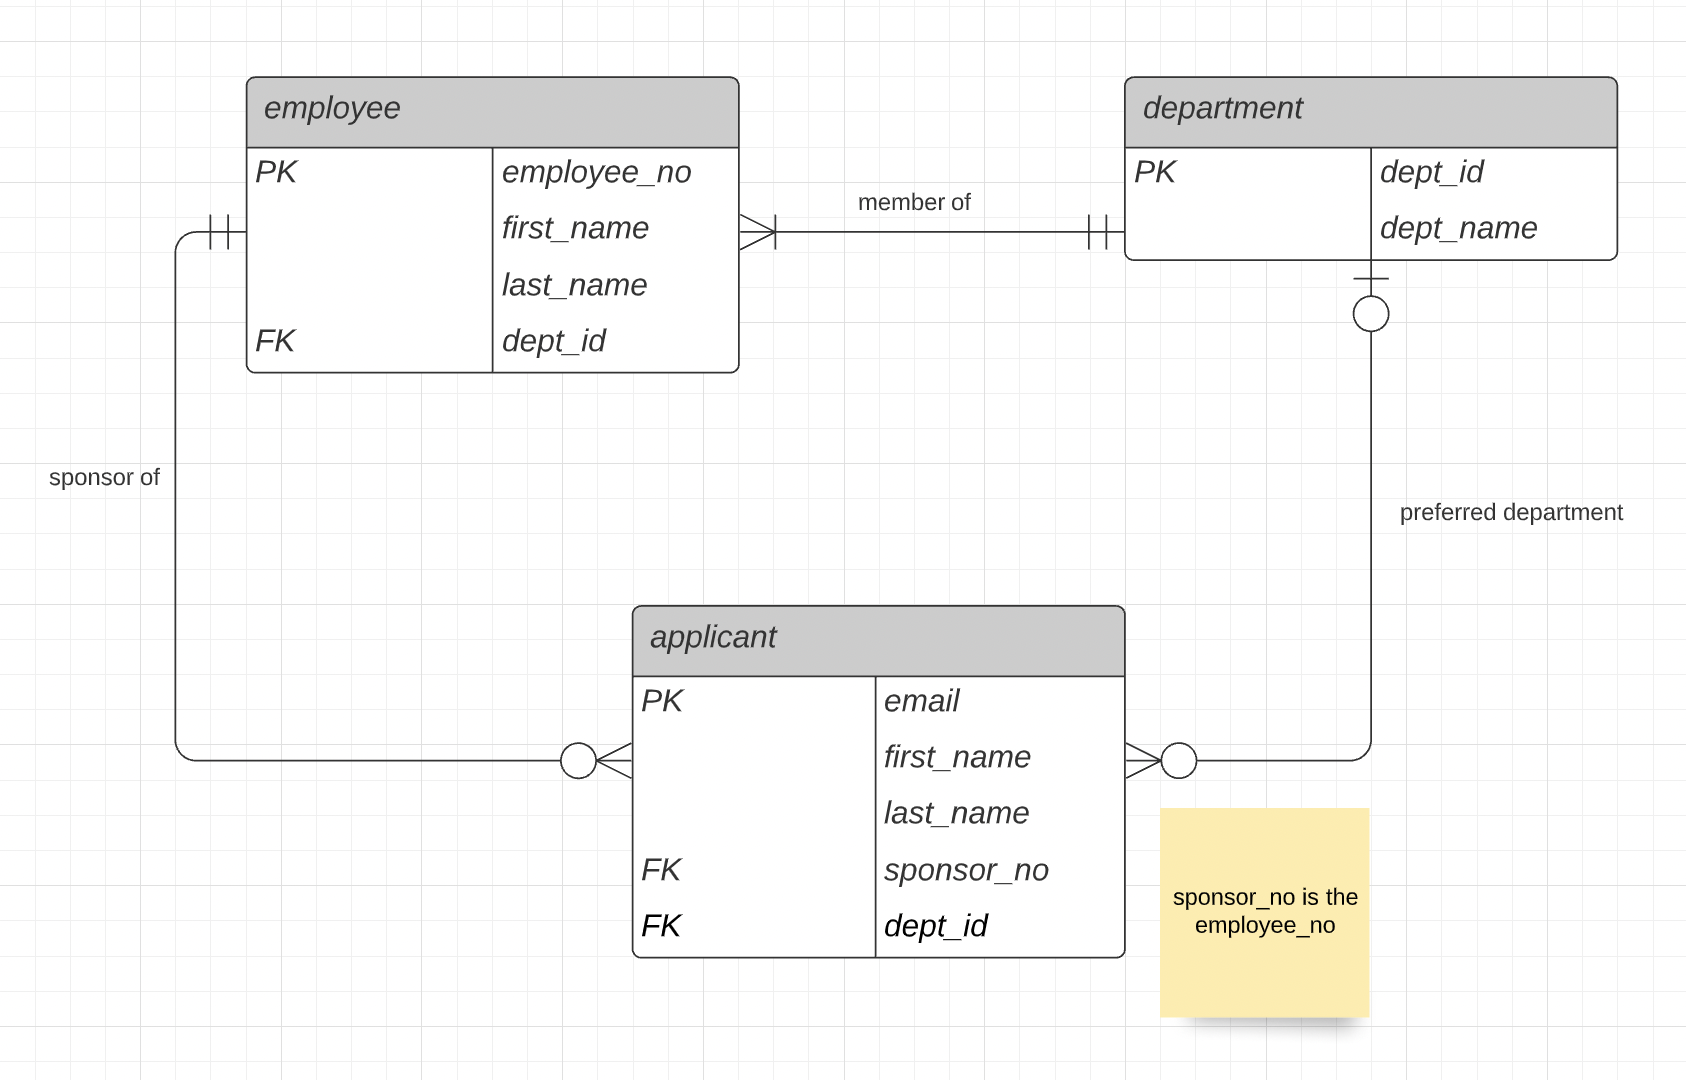 employee
PK employee_no
first_name
last_name
FK dept_id
member of
department
PK dept_id
dept_name
sponsor of
preferred department
applicant
PK email
first_name
last_name
FK sponsor_no
FK dept_id
sponsor_no is the
employee_no